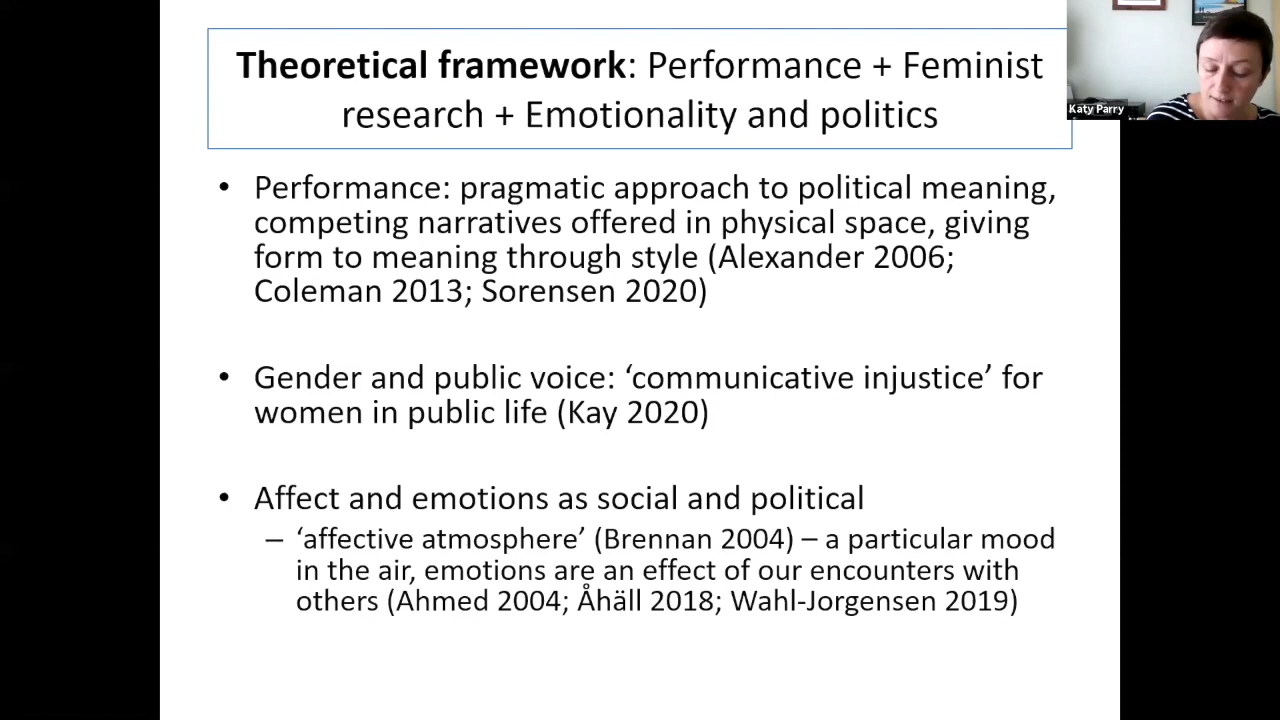 Theoretical framework: Performance + Feminist
research + Emotionality and politics
Katy Parry
• Performance: pragmatic approach to political meaning,
competing narratives offered in physical space, giving
form to meaning through style (Alexander 2006;
Coleman 2013; Sorensen 2020)
• Gender and public voice: ‘communicative injustice’ for
women in public life (Kay 2020)
• Affect and emotions as social and political
– ‘affective atmosphere’ (Brennan 2004) – a particular mood
in the air, emotions are an effect of our encounters with
others (Ahmed 2004; Åhäll 2018; Wahl-Jorgensen 2019)